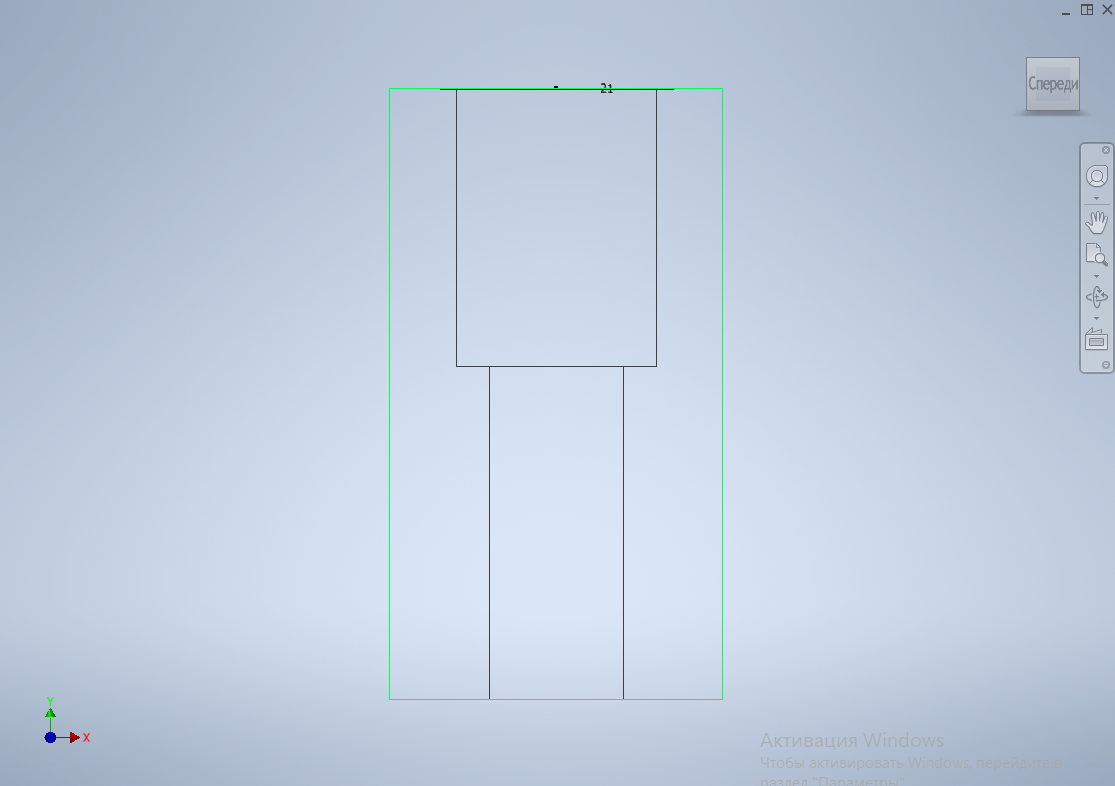 21
Спереди
Y
X
Активация Windows
Чтобы активировать Windows, перейдите в
раздел "Параметры".